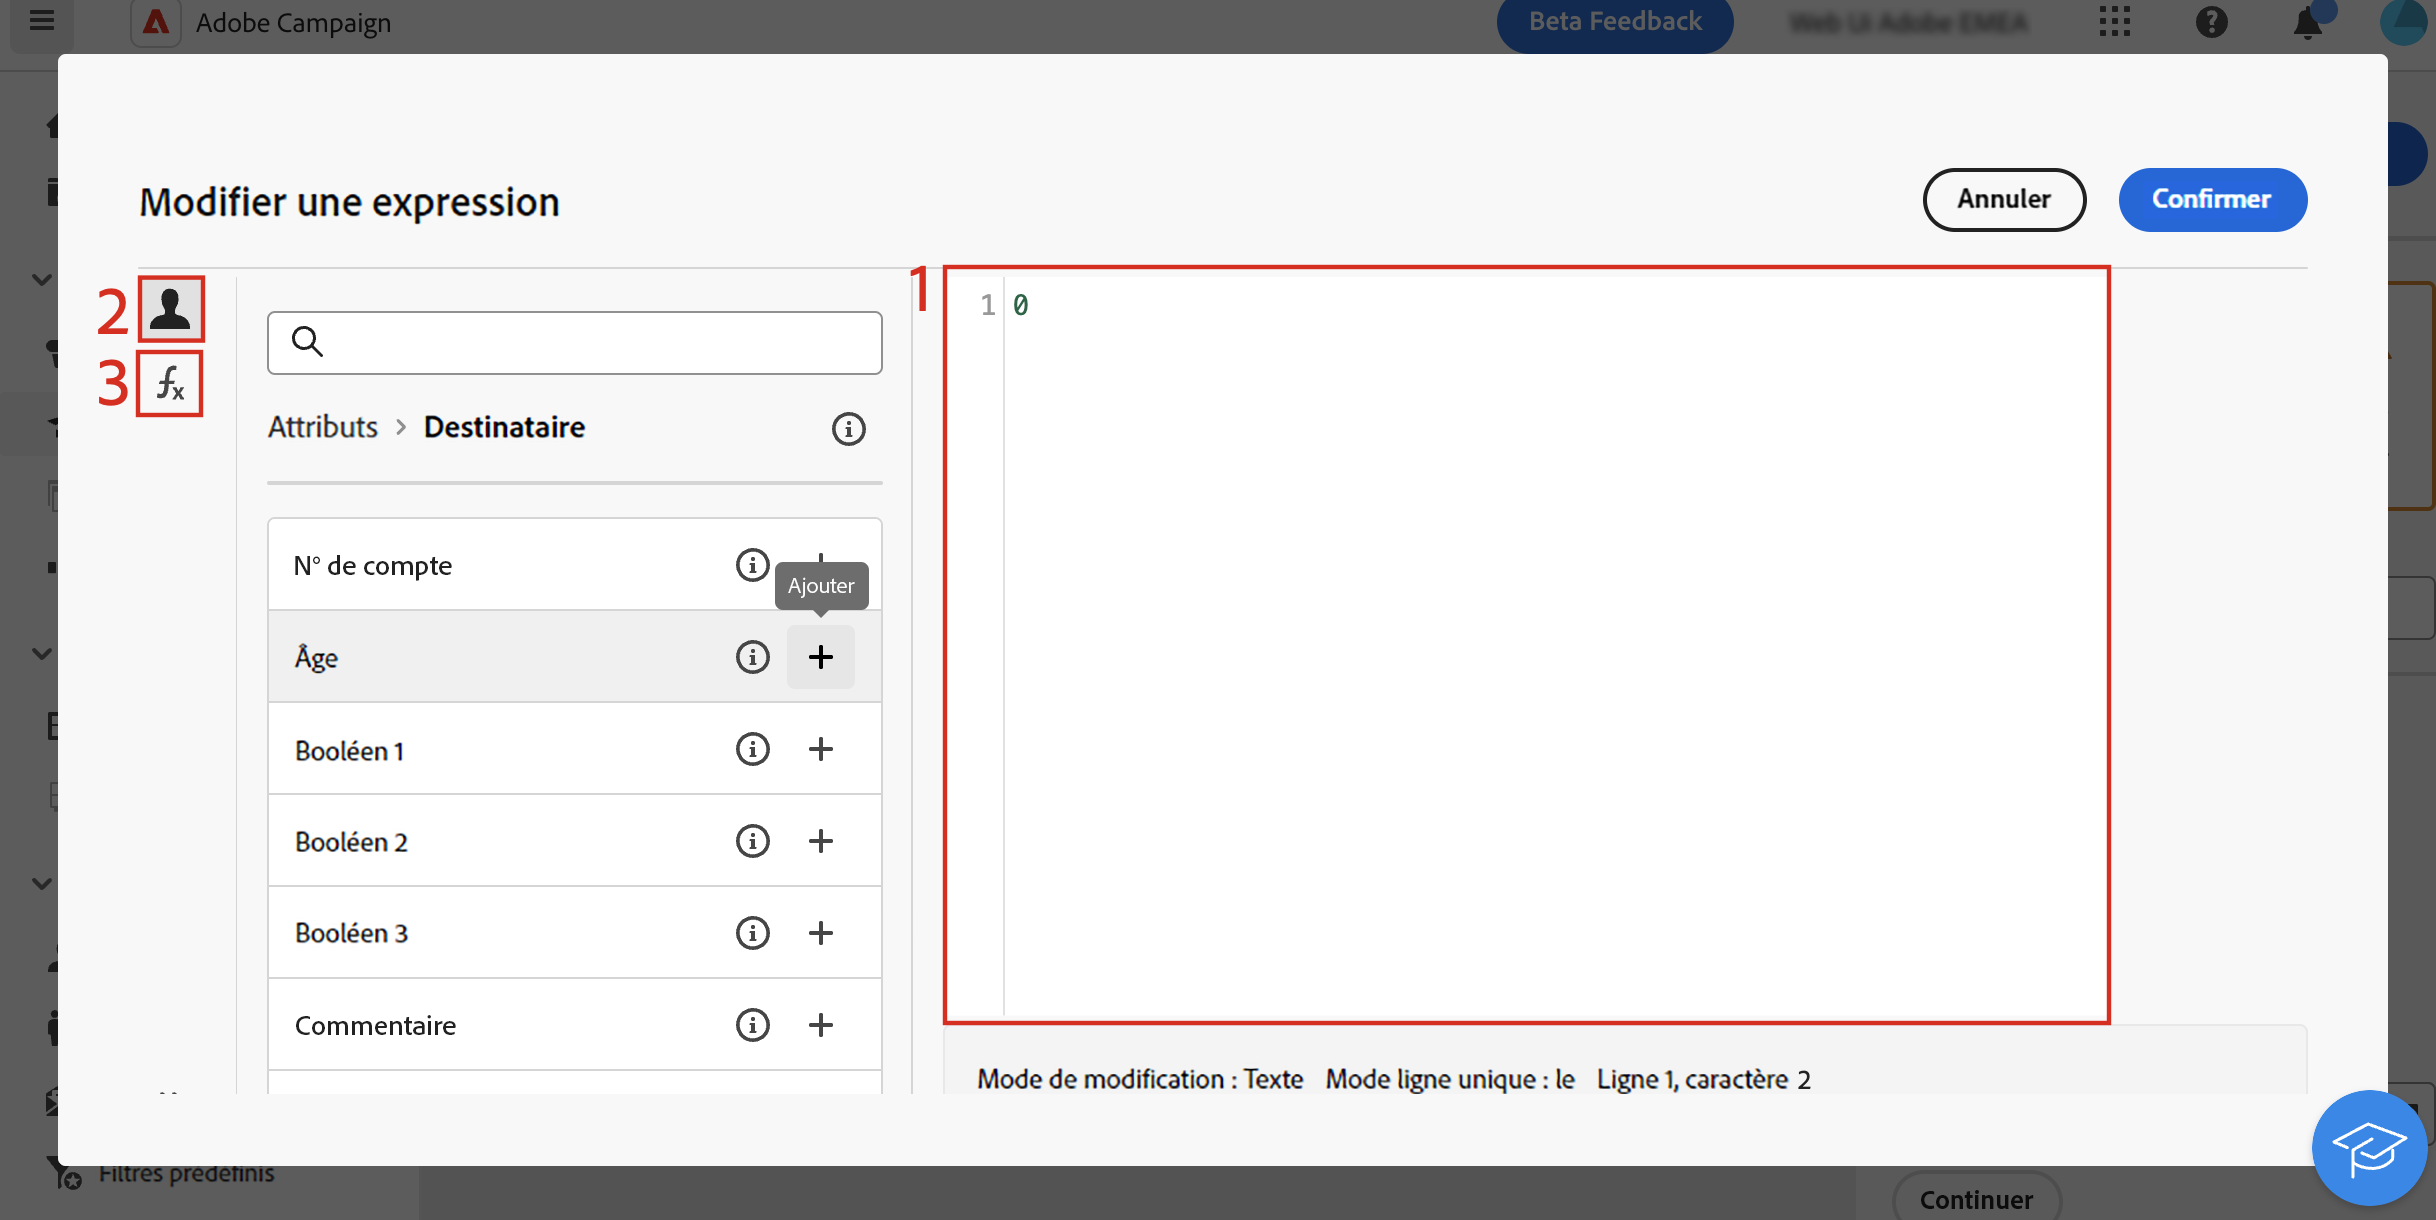 Adobe Campaign
Beta Feedback
Modifier une expression
Annuler
Confirmer
1
2
3
fx
Attributs > Destinataire
1 0
N° de compte
Ajouter
Âge
Booléen 1
Booléen 2
Booléen 3
Commentaire
Mode de modification : Texte Mode ligne unique : le Ligne 1, caractère 2
Filtres prédéfinis
Continuer